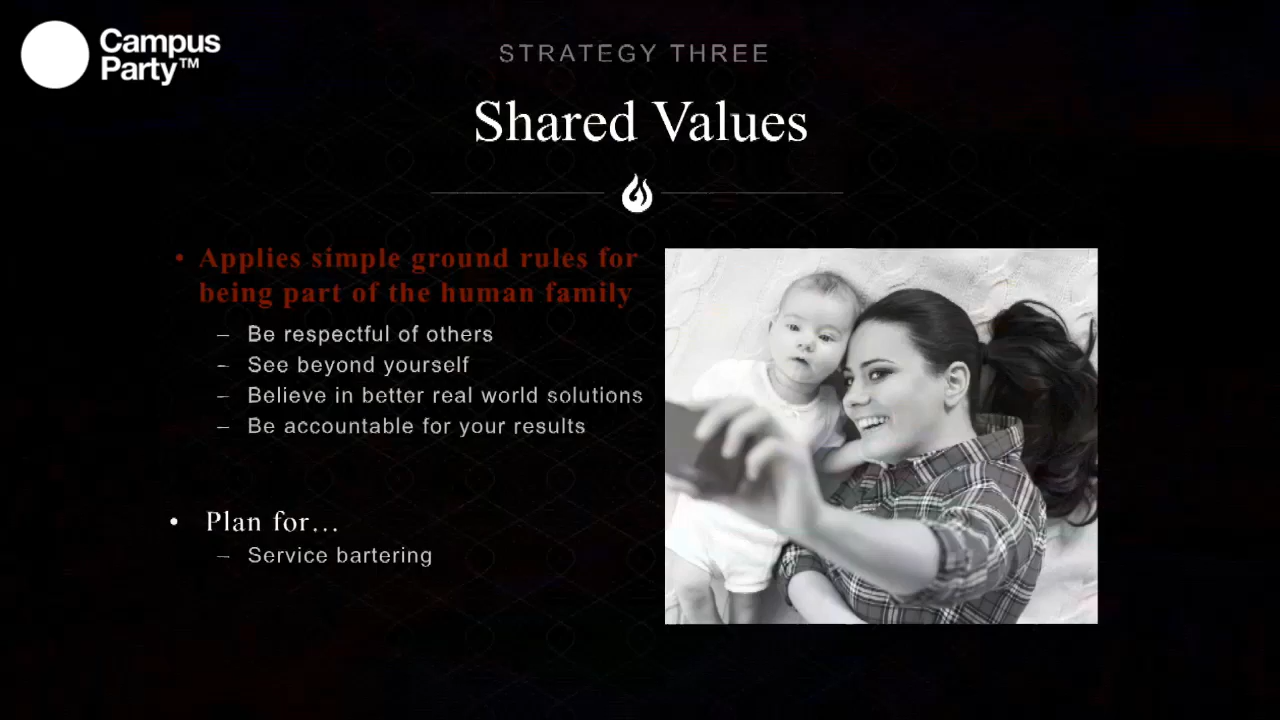 Campus
Party™
STRATEGY THREE
Shared Values
• Applies simple ground rules for
being part of the human family
– Be respectful of others
– See beyond yourself
– Believe in better real world solutions
– Be accountable for your results
• Plan for…
– Service bartering